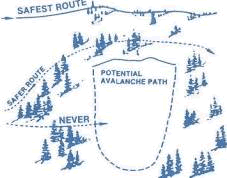 SAFEST ROUTE
SAFER ROUTE
POTENTIAL
AVALANCHE PATH
NEVER